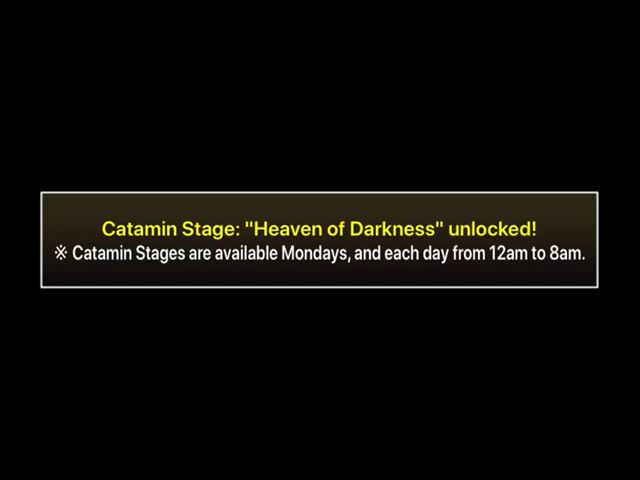 Catamin Stage: "Heaven of Darkness" unlocked!
※ Catamin Stages are available Mondays, and each day from 12am to 8am.